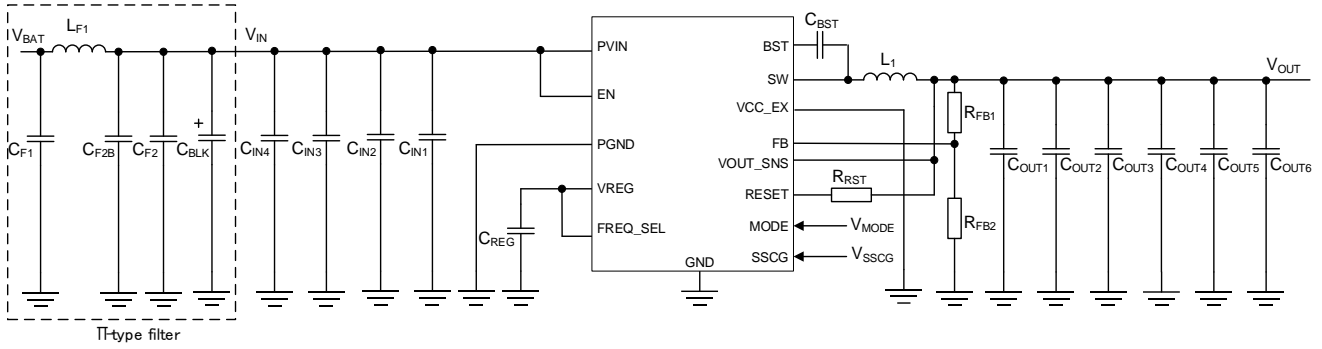 VBAT
LF1
VIN
CF1
CF2B
CF2
+
CBLK
CIN4
CIN3
CIN2
CIN1
Π-type filter
PVIN
EN
PGND
VREG
FREQ_SEL
CREG
GND
BST
SW
VCC_EX
FB
VOUT_SNS
RESET
MODE
SSCG
CBST
L1
RRST
VMODE
VSSCG
RFB1
RFB2
VOUT
COUT1
COUT2
COUT3
COUT4
COUT5
COUT6